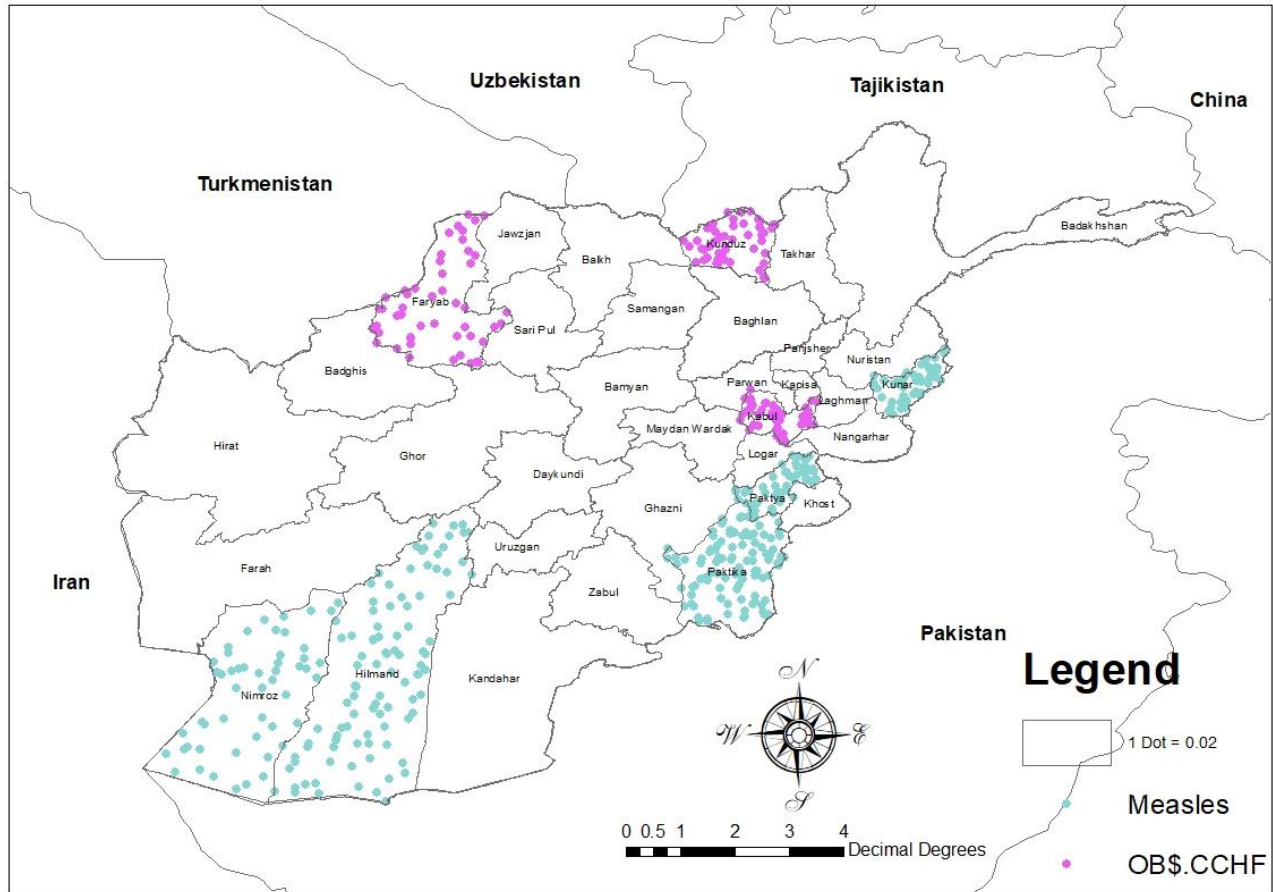 Uzbekistan
Tajikistan
China
Turkmenistan
Badakhshan
Jawzjan
Kunduz
Takhar
Balkh
Faryab
Samangan
Baghlan
Sari Pul
Panjsher
Nuristan
Badghis
Bamyan
Parwan
Kapisa
Kunar
Laghman
Kabul
Maydan Wardak
Nangarhar
Hirat
Ghor
Logar
Daykundi
Ghazni
Paktya
Khost
Uruzgan
Farah
Paktika
Iran
Zabul
Pakistan
Hilmand
Kandahar
Nimroz
N
W
E
S
Legend
1 Dot = 0.02
Measles
OB$.CCHF
0 0.5 1 2 3 4
Decimal Degrees